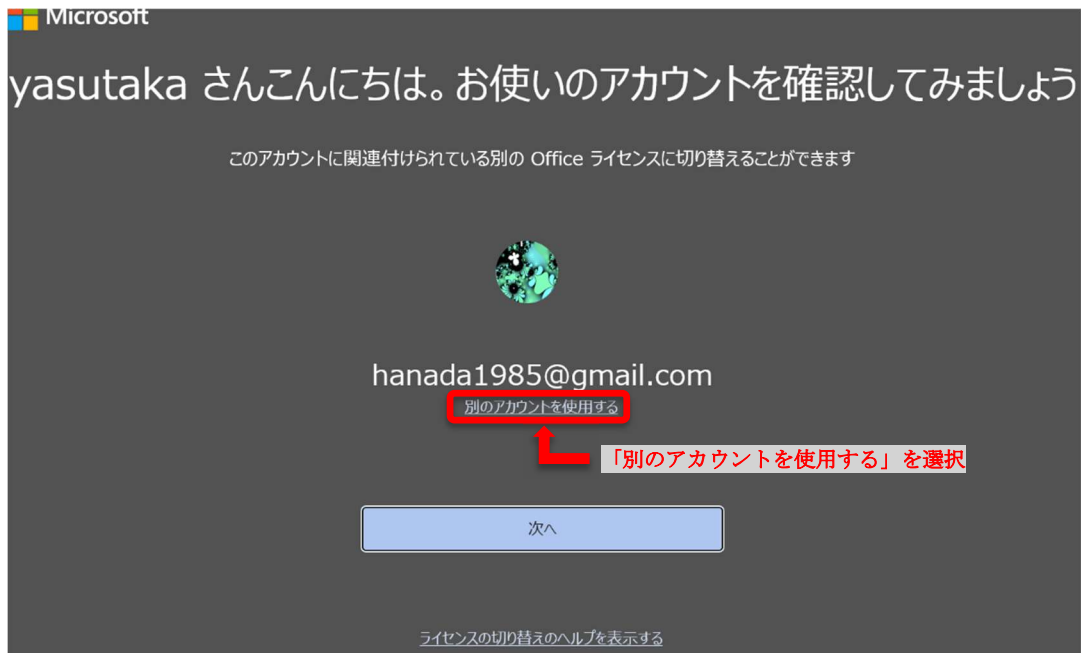 Microsoft
yasutaka さんこんにちは。お使いのアカウントを確認してみましょう
このアカウントに関連付けられている別の Office ライセンスに切り替えることができます
hanada1985@gmail.com
別のアカウントを使用する
「別のアカウントを使用する」を選択
次へ
ライセンスの切り替えのヘルプを表示する